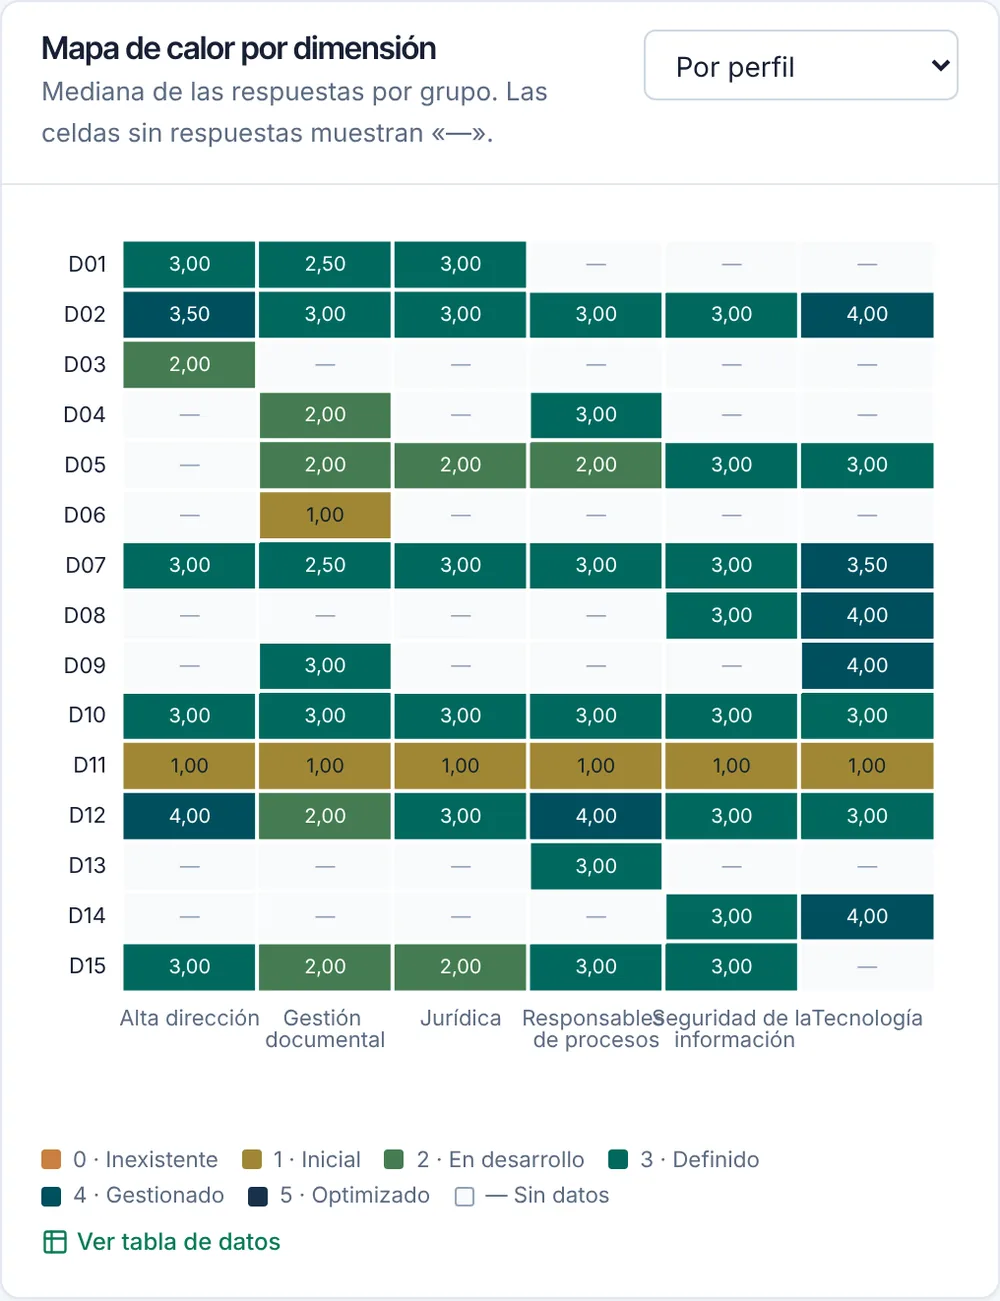 Mapa de calor por dimensión
Mediana de las respuestas por grupo. Las
celdas sin respuestas muestran «—».
Por perfil
D01 3,00 2,50 3,00 — — —
D02 3,50 3,00 3,00 3,00 3,00 4,00
D03 2,00 — — — — —
D04 — 2,00 — 3,00 — —
D05 — 2,00 2,00 2,00 3,00 3,00
D06 — 1,00 — — — —
D07 3,00 2,50 3,00 3,00 3,00 3,50
D08 — — — — 3,00 4,00
D09 — 3,00 — — — 4,00
D10 3,00 3,00 3,00 3,00 3,00 3,00
D11 1,00 1,00 1,00 1,00 1,00 1,00
D12 4,00 2,00 3,00 4,00 3,00 3,00
D13 — — — 3,00 — —
D14 — — — — 3,00 4,00
D15 3,00 2,00 2,00 3,00 3,00 —
Alta dirección Gestión Jurídica Responsables Seguridad de la Tecnología
documental de procesos información
0 · Inexistente 1 · Inicial 2 · En desarrollo 3 · Definido
4 · Gestionado 5 · Optimizado — Sin datos
Ver tabla de datos